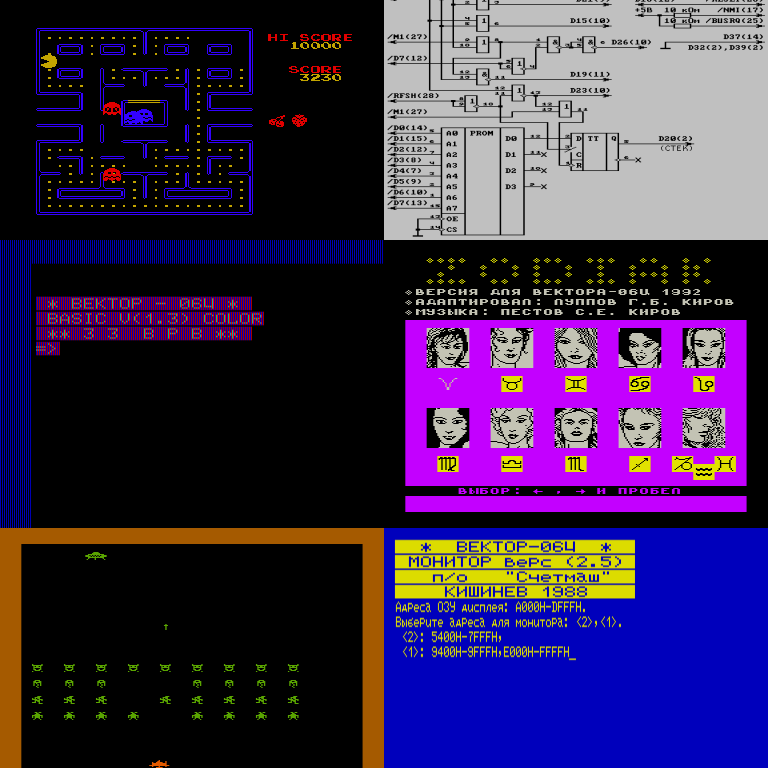 HI SCORE
10000
SCORE
3230
D15(10)
/M1(27)
D26(10)
/D7(12)
D19(11)
D23(10)
/RFSH(28)
/M1(27)
+5В 10 кОм /NMI(17)
10 кОм /BUSRQ(25)
D37(14)
D32(2),D39(2)
/D0(14)
/D1(15)
/D2(12)
/D3(8)
/D4(7)
/D5(9)
/D6(10)
/D7(13)
A0 PROM D0
A1
A2 D1
A3
A4 D2
A5
A6 D3
A7
OE
CS
D TT Q
C
R
D20(2)
(СТЕК)
* ВЕКТОР - 06Ц *
BASIC V(1.3) COLOR
** 3 3 B P B **
=>
ZODIAK
ВЕРСИЯ ДЛЯ ВЕКТОРА-06Ц 1992
АДАПТИРОВАЛ: ЛУППОВ Г.Б. КИРОВ
МУЗЫКА: ПЕСТОВ С.Е. КИРОВ
ВЫБОР: ← , → И ПРОБЕЛ
* ВЕКТОР-06Ц *
МОНИТОР ВеРс (2.5)
п/о "Счетмаш"
КИШИНЕВ 1988
АдРеса ОЗУ дисплея: A000H-DFFFH.
ВыбеРите адРеса для монитоРа: <2>,<1>.
<2>: 5400H-7FFFH,
<1>: 9400H-9FFFH,E000H-FFFFH_